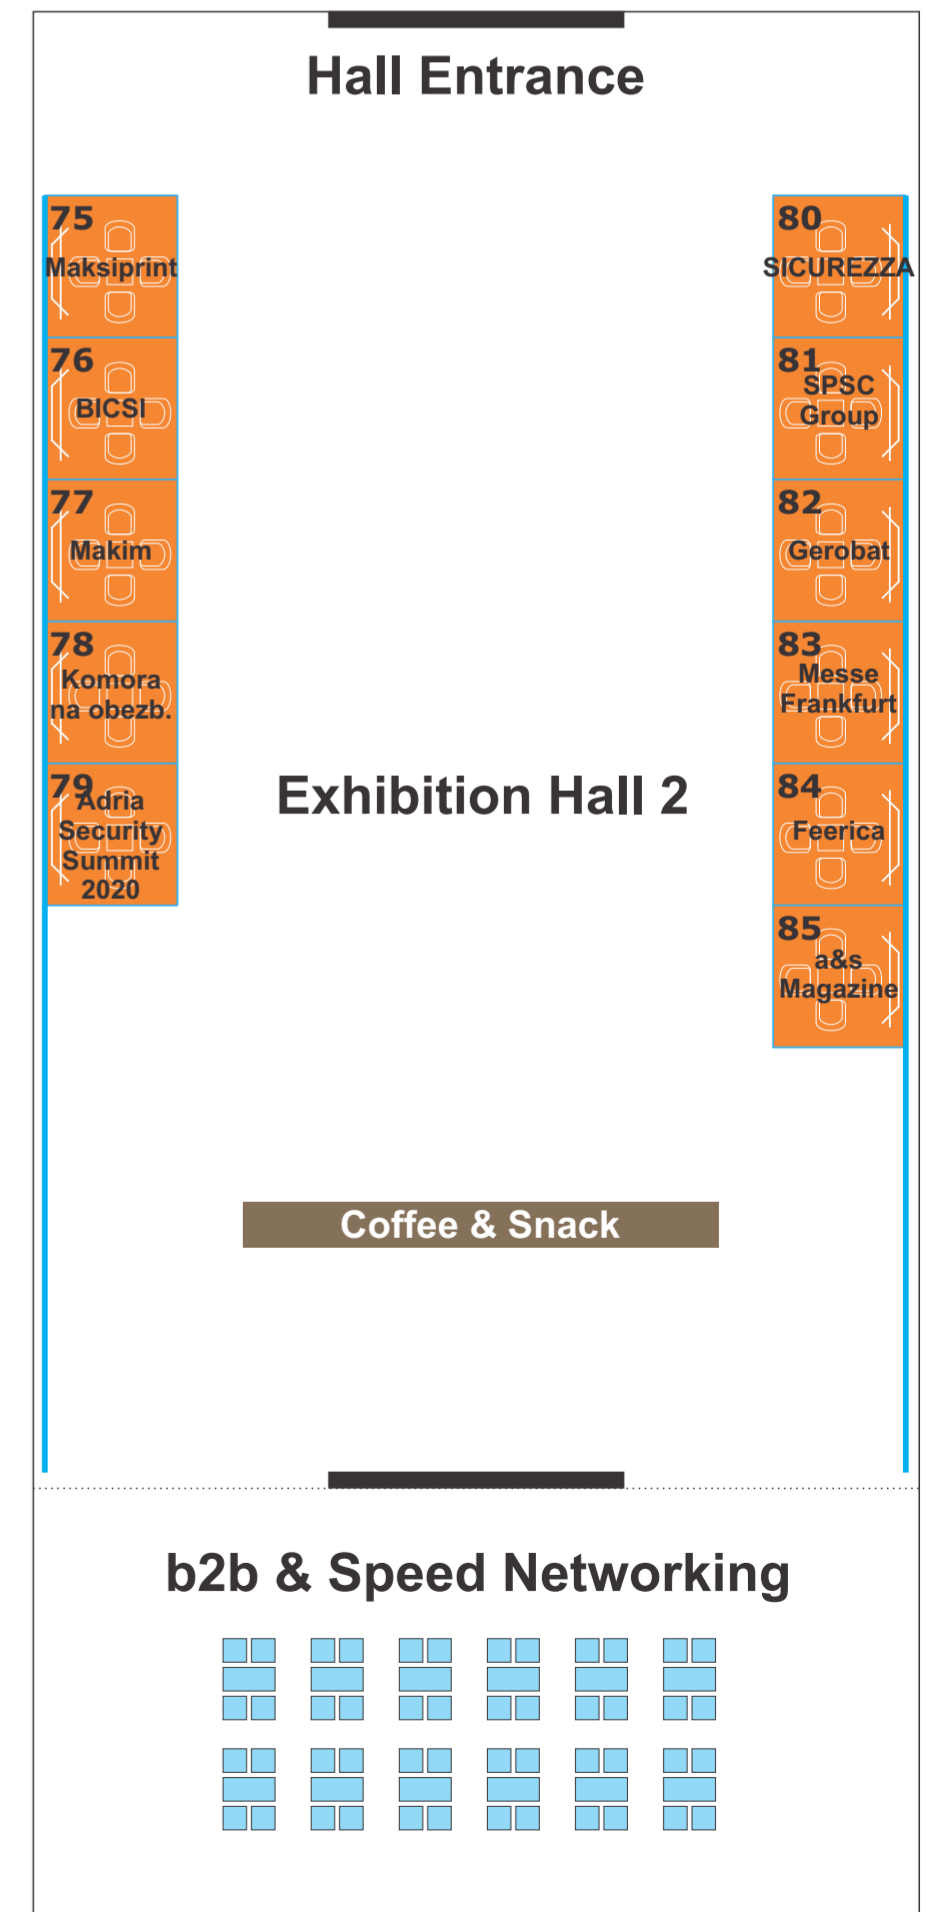 Hall Entrance
75
Maksiprint
76
BICSI
77
Makim
78
Komora
na obezb.
79
Adria
Security
Summit
2020
80
SICUREZZA
81
SPSC
Group
82
Gerobat
83
Messe
Frankfurt
84
Feerica
85
a&s
Magazine
Exhibition Hall 2
Coffee & Snack
b2b & Speed Networking